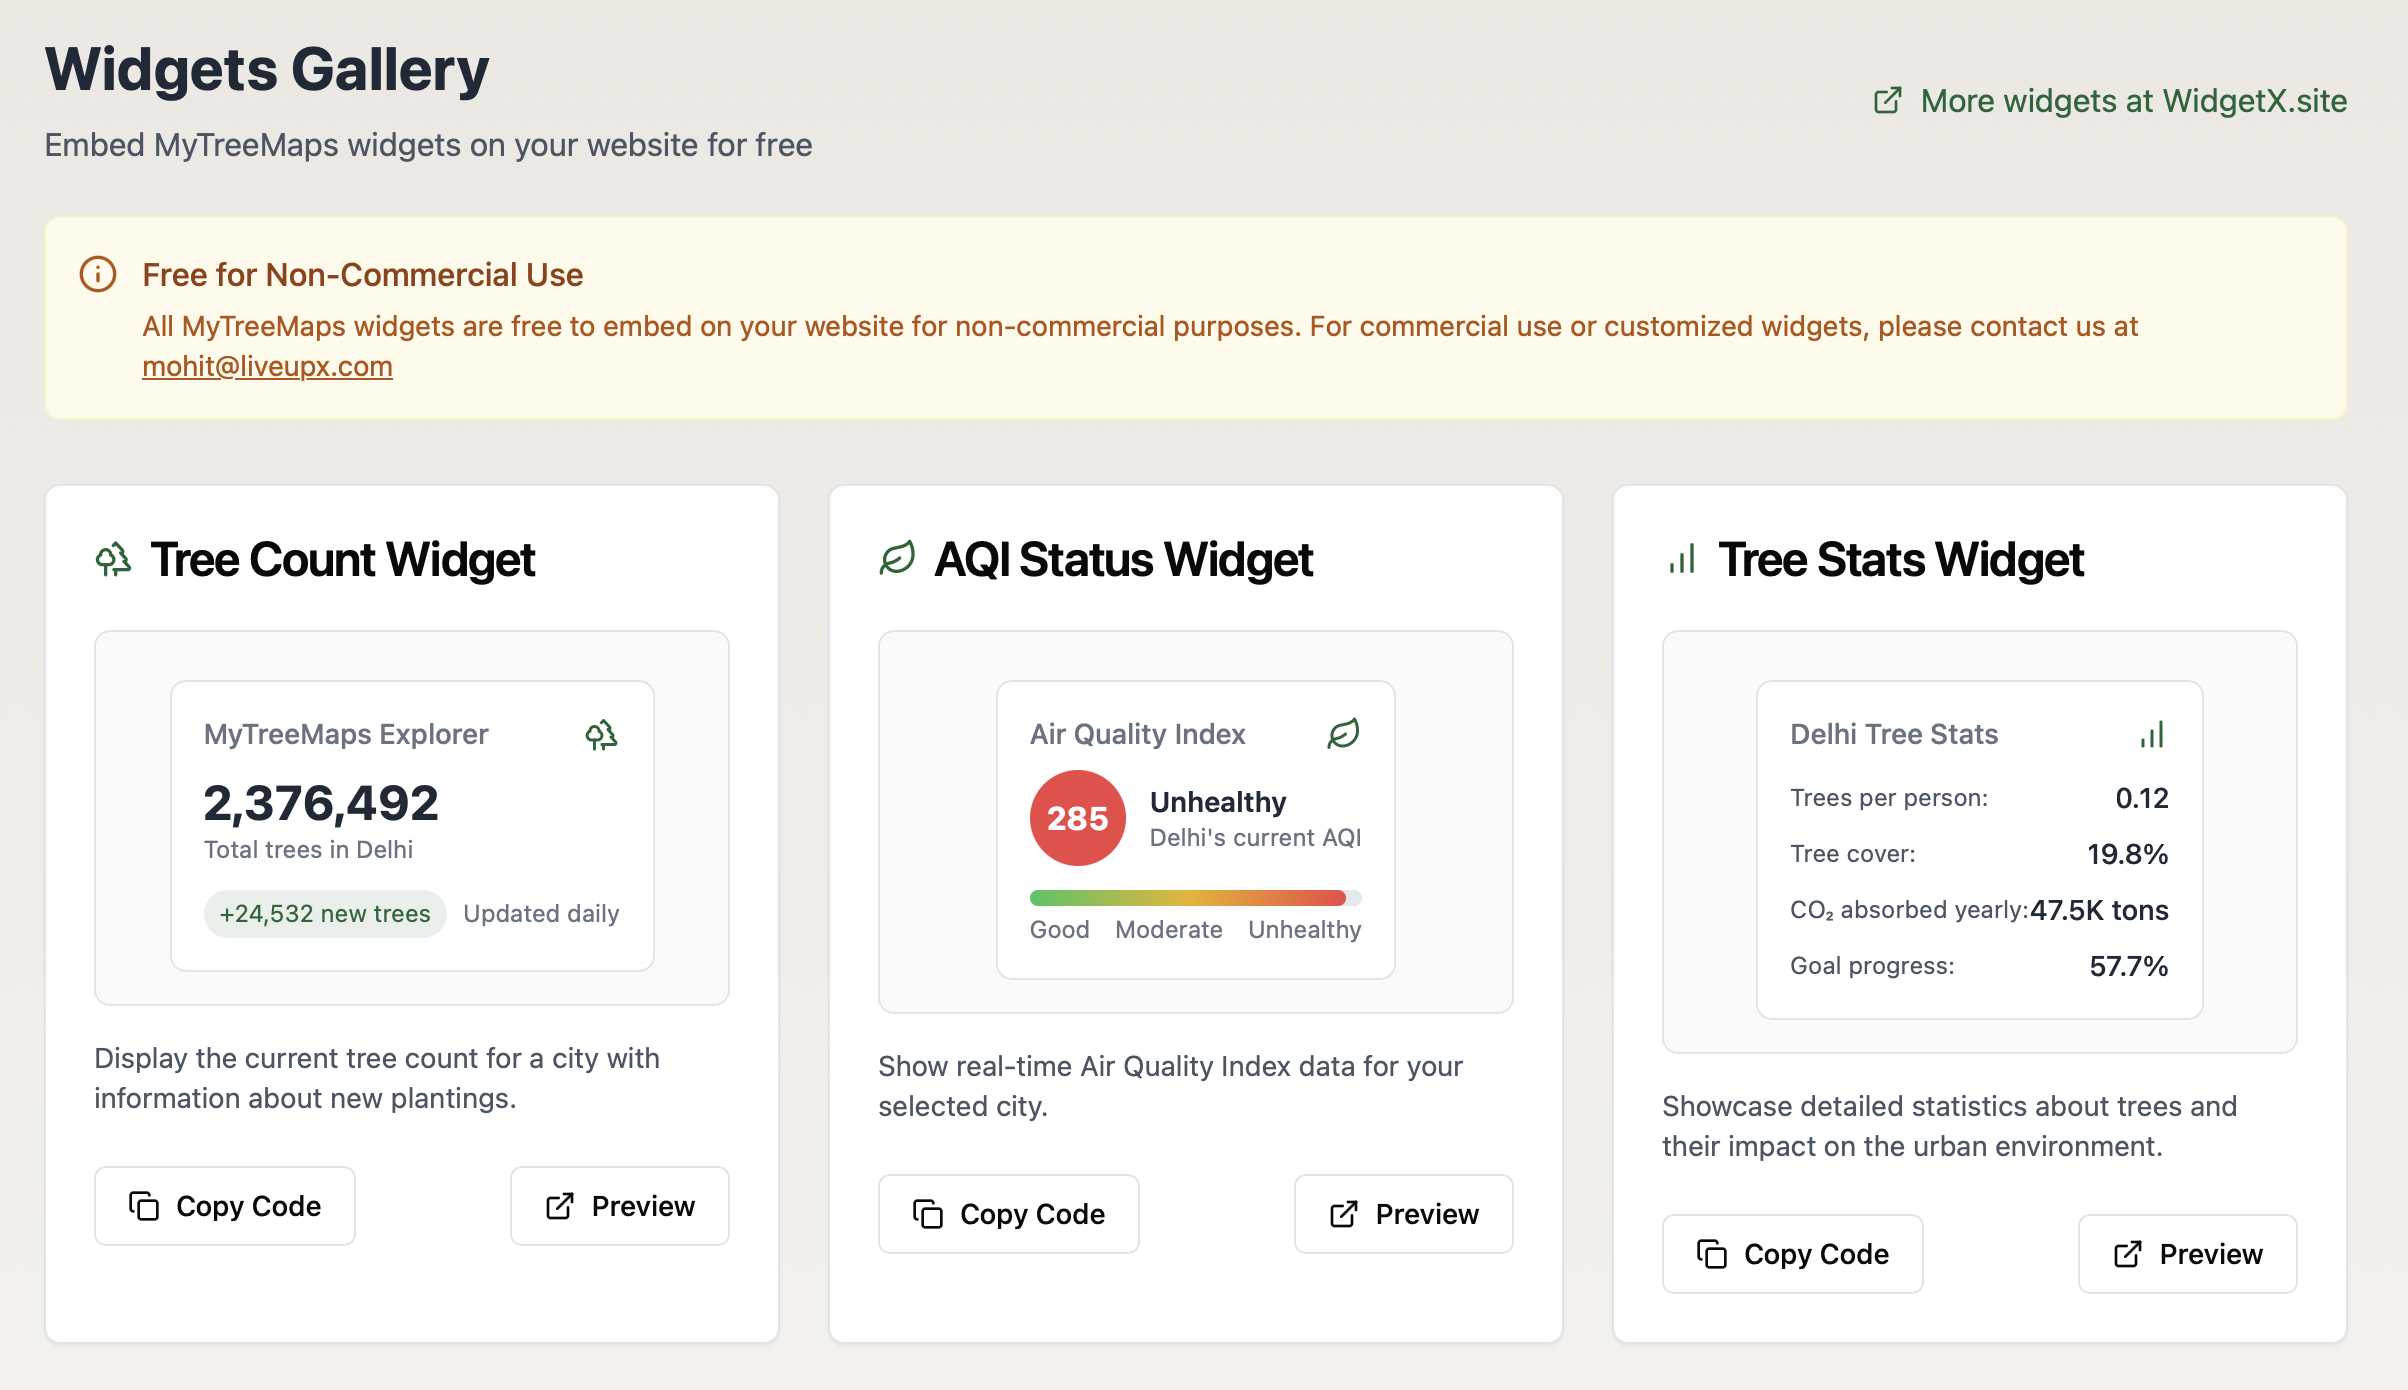 Widgets Gallery
Embed MyTreeMaps widgets on your website for free
More widgets at WidgetX.site
Free for Non-Commercial Use
All MyTreeMaps widgets are free to embed on your website for non-commercial purposes. For commercial use or customized widgets, please contact us at
mohit@liveupx.com
Tree Count Widget
MyTreeMaps Explorer
2,376,492
Total trees in Delhi
+24,532 new trees Updated daily
Display the current tree count for a city with
information about new plantings.
Copy Code Preview
AQI Status Widget
Air Quality Index
285
Unhealthy
Delhi's current AQI
Good Moderate Unhealthy
Show real-time Air Quality Index data for your
selected city.
Copy Code Preview
Tree Stats Widget
Delhi Tree Stats
Trees per person: 0.12
Tree cover: 19.8%
CO₂ absorbed yearly: 47.5K tons
Goal progress: 57.7%
Showcase detailed statistics about trees and
their impact on the urban environment.
Copy Code Preview